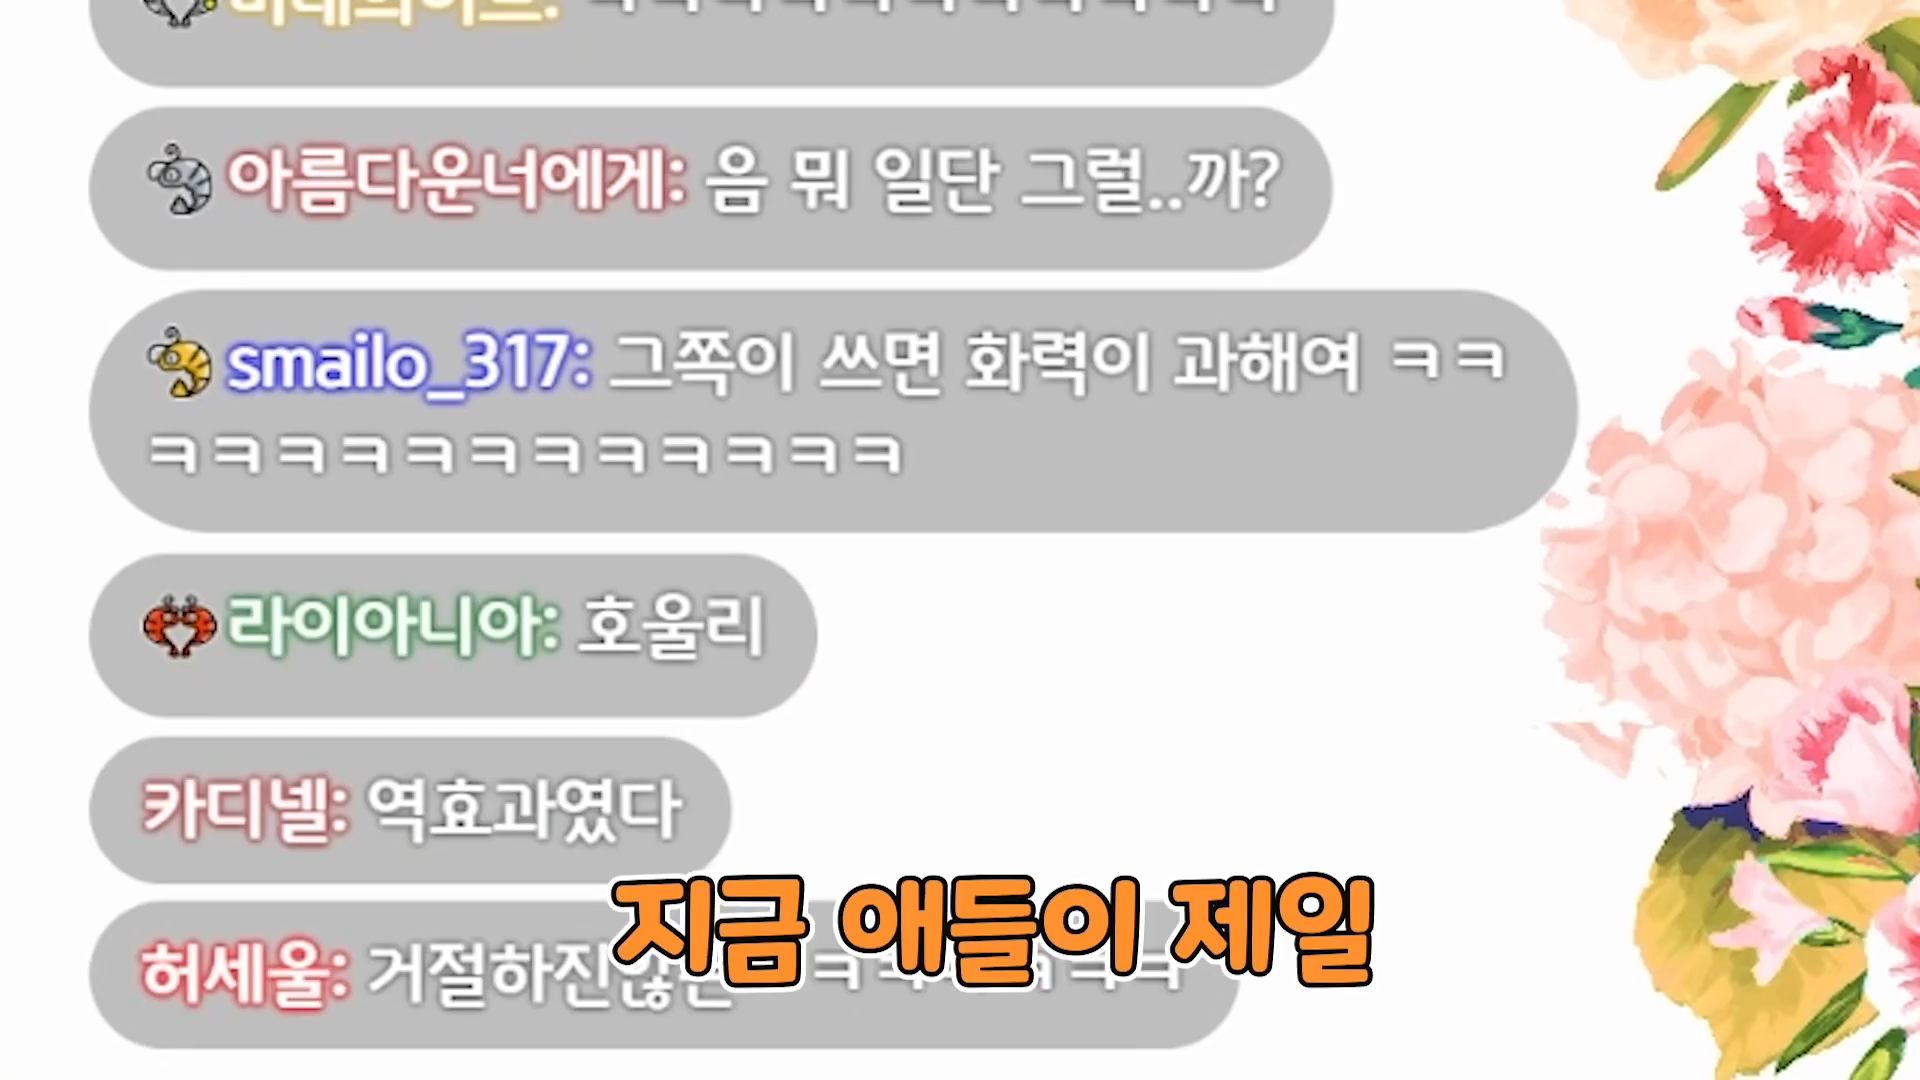 아름다운너에게: 음 뭐 일단 그럴..까?
smailo_317: 그쪽이 쓰면 화력이 과해여 ㅋㅋ
ㅋㅋㅋㅋㅋㅋㅋㅋㅋㅋㅋㅋ
라이아니아: 호울리
카디넬: 역효과였다
허세울: 거절하진않는
지금 애들이 제일